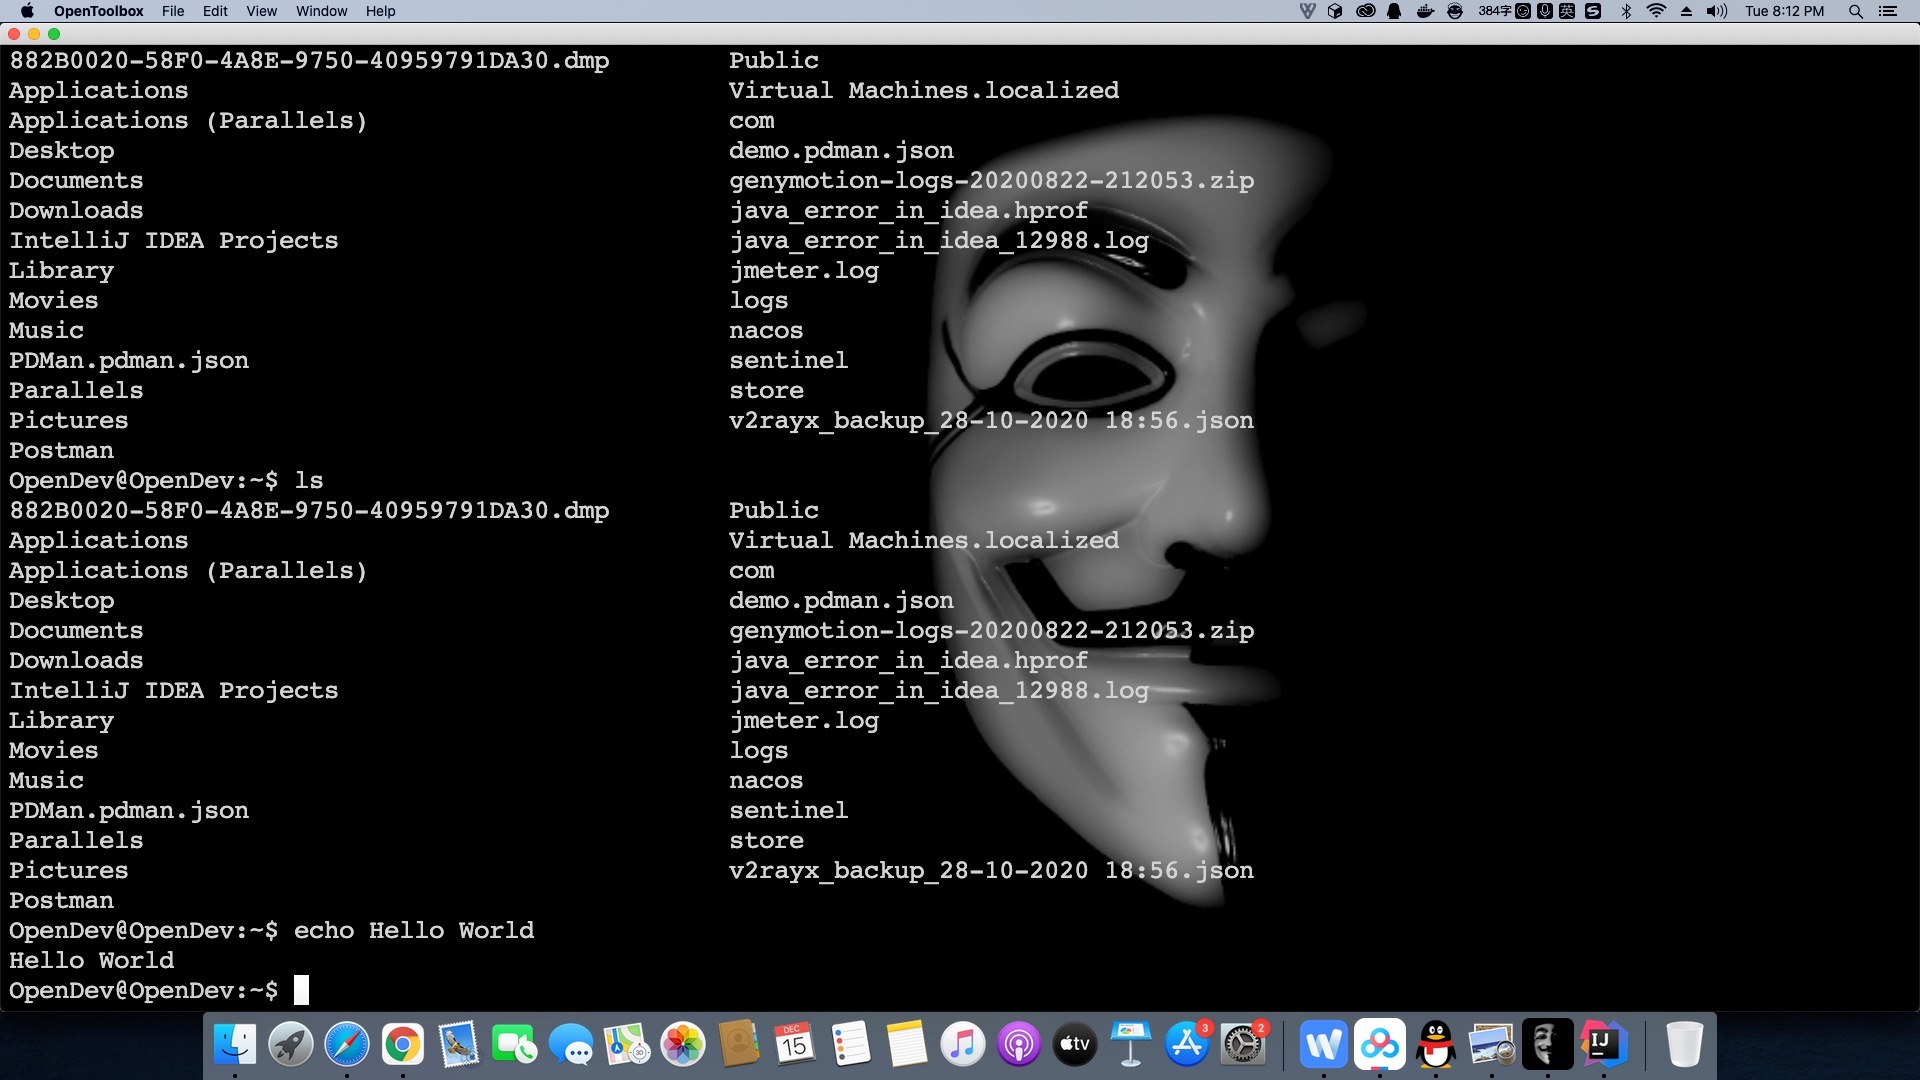 OpenToolbox File Edit View Window Help 384字 英 Tue 8:12 PM
882B0020-58F0-4A8E-9750-40959791DA30.dmp Public
Applications Virtual Machines.localized
Applications (Parallels) com
Desktop demo.pdman.json
Documents genymotion-logs-20200822-212053.zip
Downloads java_error_in_idea.hprof
IntelliJ IDEA Projects java_error_in_idea_12988.log
Library jmeter.log
Movies logs
Music nacos
PDMan.pdman.json sentinel
Parallels store
Pictures v2rayx_backup_28-10-2020 18:56.json
Postman
OpenDev@OpenDev:~$ ls
882B0020-58F0-4A8E-9750-40959791DA30.dmp Public
Applications Virtual Machines.localized
Applications (Parallels) com
Desktop demo.pdman.json
Documents genymotion-logs-20200822-212053.zip
Downloads java_error_in_idea.hprof
IntelliJ IDEA Projects java_error_in_idea_12988.log
Library jmeter.log
Movies logs
Music nacos
PDMan.pdman.json sentinel
Parallels store
Pictures v2rayx_backup_28-10-2020 18:56.json
Postman
OpenDev@OpenDev:~$ echo Hello World
Hello World
OpenDev@OpenDev:~$
DEC 15 tv 3 2 W IJ